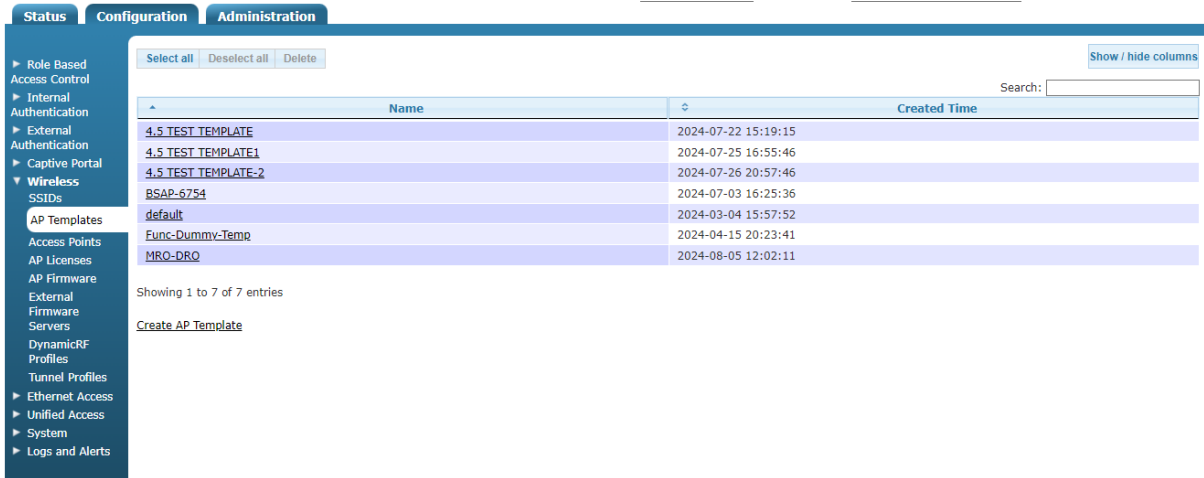 Status Configuration Administration
Role Based
Access Control
Internal
Authentication
External
Authentication
Captive Portal
Wireless
SSIDs
AP Templates
Access Points
AP Licenses
AP Firmware
External
Firmware
Servers
DynamicRF
Profiles
Tunnel Profiles
Ethernet Access
Unified Access
System
Logs and Alerts
Select all Deselect all Delete
Show / hide columns
Search:
Name Created Time
4.5 TEST TEMPLATE 2024-07-22 15:19:15
4.5 TEST TEMPLATE1 2024-07-25 16:55:46
4.5 TEST TEMPLATE-2 2024-07-26 20:57:46
BSAP-6754 2024-07-03 16:25:36
default 2024-03-04 15:57:52
Func-Dummy-Temp 2024-04-15 20:23:41
MRO-DRO 2024-08-05 12:02:11
Showing 1 to 7 of 7 entries
Create AP Template